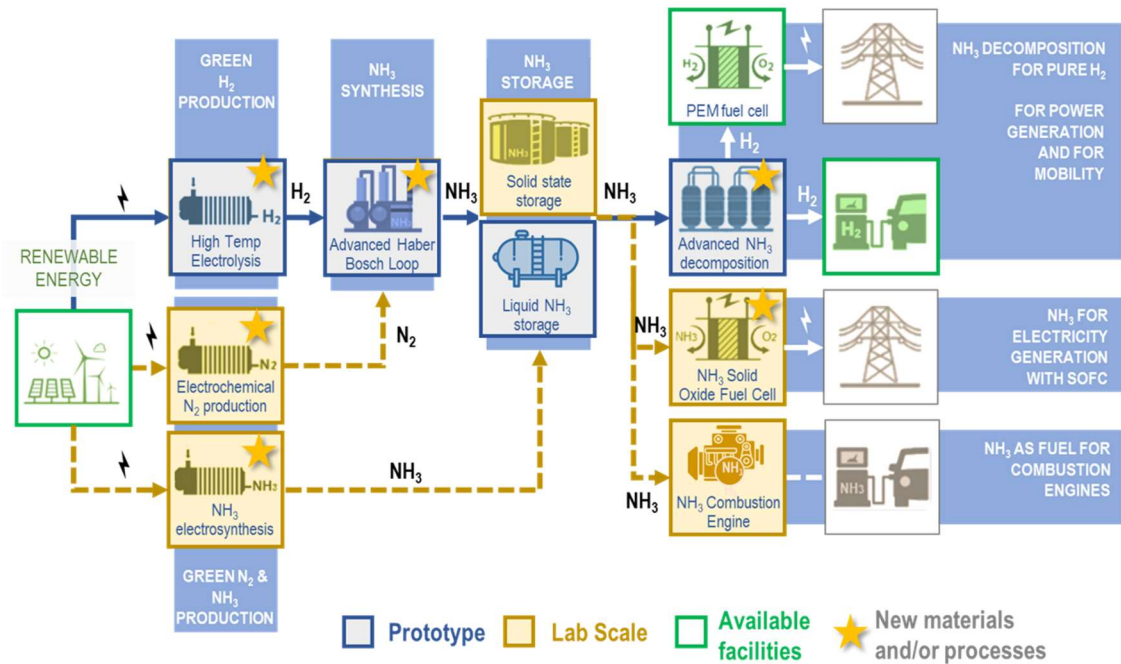 GREEN
H₂
PRODUCTION
NH₃
SYNTHESIS
NH₃
STORAGE
NH₃ DECOMPOSITION
FOR PURE H₂
FOR POWER
GENERATION
AND FOR
MOBILITY
H₂
O₂
PEM fuel cell
H₂
NH₃
Solid state
storage
RENEWABLE
ENERGY
H₂
High Temp
Electrolysis
H₂
NH₃
Advanced Haber
Bosch Loop
NH₃
Liquid NH₃
storage
NH₃
Advanced NH₃
decomposition
H₂
H₂
N₂
Electrochemical
N₂ production
N₂
NH₃
NH₃
O₂
NH₃ Solid
Oxide Fuel Cell
NH₃ FOR
ELECTRICITY
GENERATION
WITH SOFC
NH₃
NH₃
electrosynthesis
NH₃
NH₃
NH₃
NH₃ Combustion
Engine
NH₃
NH₃ AS FUEL FOR
COMBUSTION
ENGINES
GREEN N₂ &
NH₃
PRODUCTION
Prototype
Lab Scale
Available
facilities
New materials
and/or processes